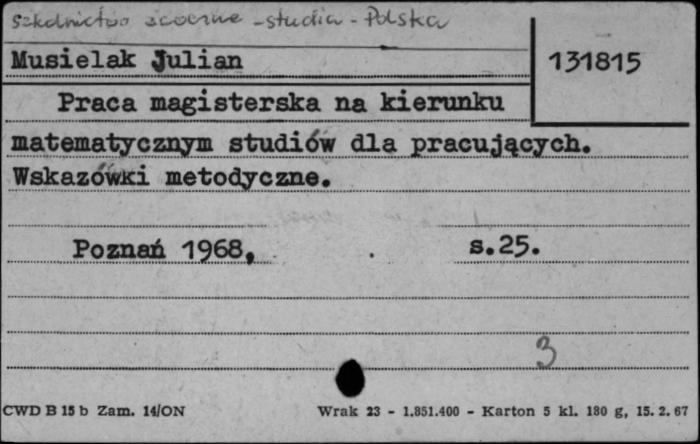 Szkolnictwo zaoczne - studia - Polska
Musielak Julian
131815
Praca magisterska na kierunku
matematycznym studiów dla pracujących.
Wskazówki metodyczne.
Poznań 1968, s.25.
3
CWD B 15 b Zam. 14/ON Wrak 23 - 1.851.400 - Karton 5 kl. 180 g, 15. 2. 67